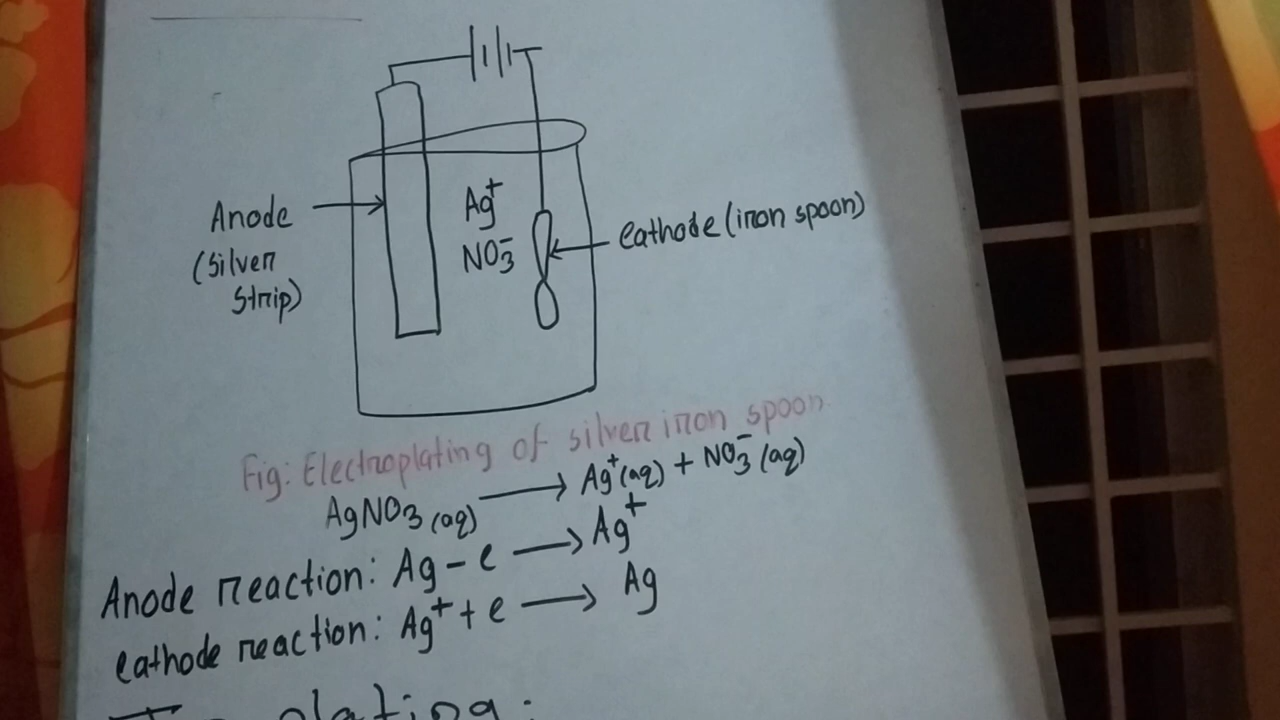 Anode
(Silver
Strip)
Ag⁺
NO₃⁻
Cathode (iron spoon)
Fig: Electroplating of silver iron spoon
AgNO₃ (aq) → Ag⁺(aq) + NO₃⁻ (aq)
Anode reaction: Ag - e → Ag⁺
Cathode reaction: Ag⁺ + e → Ag
plating: